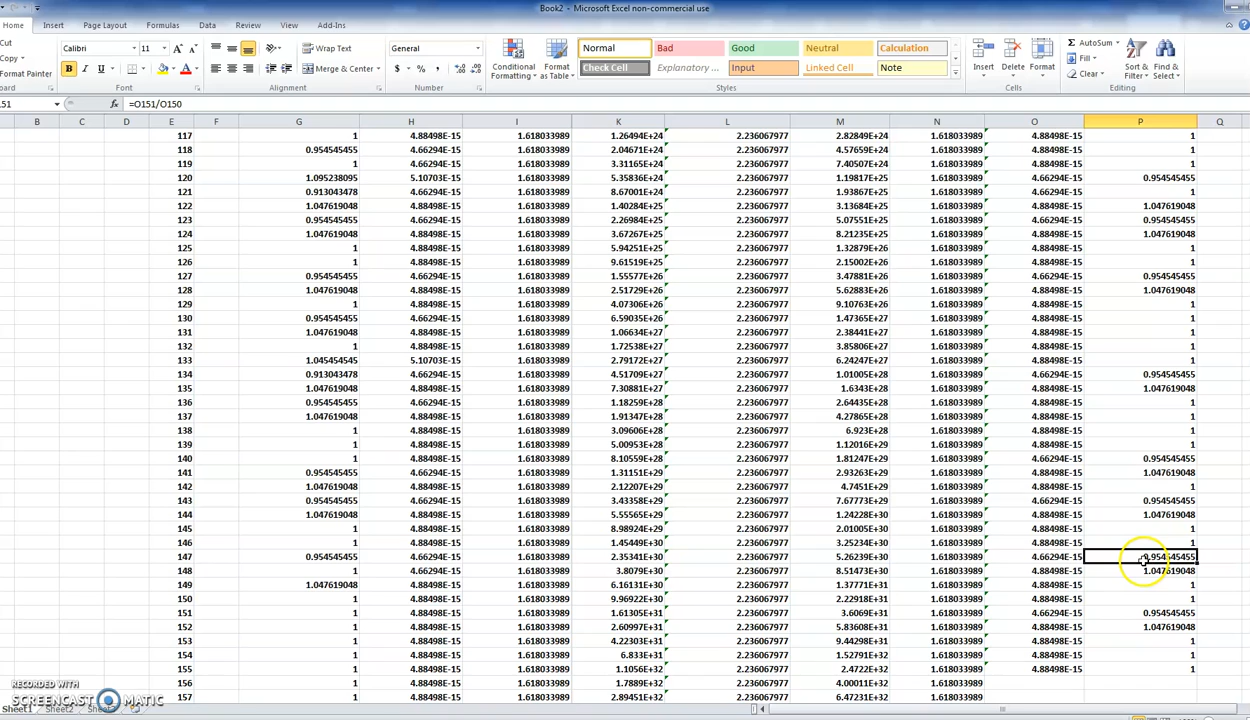 Book2 - Microsoft Excel non-commercial use
Home Insert Page Layout Formulas Data Review View Add-Ins
Cut Calibri 11 Wrap Text General Normal Bad Good Neutral Calculation AutoSum
Copy Fill
Format Painter B I U Merge & Center $ % , Conditional Formatting Format as Table Check Cell Explanatory ... Input Linked Cell Note Insert Delete Format Clear Sort & Filter Find & Select
Font Alignment Number Styles Cells Editing
51 fx =O151/O150
B C D E F G H I K L M N O P Q
117 1 4.88498E-15 1.618033989 1.26494E+24 2.236067977 2.82849E+24 1.618033989 4.88498E-15 1
118 0.954545455 4.66294E-15 1.618033989 2.04671E+24 2.236067977 4.57659E+24 1.618033989 4.88498E-15 1
119 1 4.66294E-15 1.618033989 3.31165E+24 2.236067977 7.40507E+24 1.618033989 4.88498E-15 1
120 1.095238095 5.10703E-15 1.618033989 5.35836E+24 2.236067977 1.19817E+25 1.618033989 4.66294E-15 0.954545455
121 0.913043478 4.66294E-15 1.618033989 8.67001E+24 2.236067977 1.93867E+25 1.618033989 4.66294E-15 1
122 1.047619048 4.88498E-15 1.618033989 1.40284E+25 2.236067977 3.13684E+25 1.618033989 4.88498E-15 1.047619048
123 0.954545455 4.66294E-15 1.618033989 2.26984E+25 2.236067977 5.07551E+25 1.618033989 4.66294E-15 0.954545455
124 1.047619048 4.88498E-15 1.618033989 3.67267E+25 2.236067977 8.21235E+25 1.618033989 4.88498E-15 1.047619048
125 1 4.88498E-15 1.618033989 5.94251E+25 2.236067977 1.32879E+26 1.618033989 4.88498E-15 1
126 1 4.88498E-15 1.618033989 9.61519E+25 2.236067977 2.15002E+26 1.618033989 4.88498E-15 1
127 0.954545455 4.66294E-15 1.618033989 1.55577E+26 2.236067977 3.47881E+26 1.618033989 4.66294E-15 0.954545455
128 1.047619048 4.88498E-15 1.618033989 2.51729E+26 2.236067977 5.62883E+26 1.618033989 4.88498E-15 1.047619048
129 1 4.88498E-15 1.618033989 4.07306E+26 2.236067977 9.10763E+26 1.618033989 4.88498E-15 1
130 0.954545455 4.66294E-15 1.618033989 6.59035E+26 2.236067977 1.47365E+27 1.618033989 4.88498E-15 1
131 1.047619048 4.88498E-15 1.618033989 1.06634E+27 2.236067977 2.38441E+27 1.618033989 4.88498E-15 1
132 1 4.88498E-15 1.618033989 1.72538E+27 2.236067977 3.85806E+27 1.618033989 4.88498E-15 1
133 1.045454545 5.10703E-15 1.618033989 2.79172E+27 2.236067977 6.24247E+27 1.618033989 4.88498E-15 1
134 0.913043478 4.66294E-15 1.618033989 4.51709E+27 2.236067977 1.01005E+28 1.618033989 4.66294E-15 0.954545455
135 1.047619048 4.88498E-15 1.618033989 7.30881E+27 2.236067977 1.6343E+28 1.618033989 4.88498E-15 1.047619048
136 0.954545455 4.66294E-15 1.618033989 1.18259E+28 2.236067977 2.64435E+28 1.618033989 4.88498E-15 1
137 1.047619048 4.88498E-15 1.618033989 1.91347E+28 2.236067977 4.27865E+28 1.618033989 4.88498E-15 1
138 1 4.88498E-15 1.618033989 3.09606E+28 2.236067977 6.923E+28 1.618033989 4.88498E-15 1
139 1 4.88498E-15 1.618033989 5.00953E+28 2.236067977 1.12016E+29 1.618033989 4.88498E-15 1
140 1 4.88498E-15 1.618033989 8.10559E+28 2.236067977 1.81247E+29 1.618033989 4.66294E-15 0.954545455
141 0.954545455 4.66294E-15 1.618033989 1.31151E+29 2.236067977 2.93263E+29 1.618033989 4.88498E-15 1.047619048
142 1.047619048 4.88498E-15 1.618033989 2.12207E+29 2.236067977 4.7451E+29 1.618033989 4.88498E-15 1
143 0.954545455 4.66294E-15 1.618033989 3.43358E+29 2.236067977 7.67773E+29 1.618033989 4.66294E-15 0.954545455
144 1.047619048 4.88498E-15 1.618033989 5.55565E+29 2.236067977 1.24228E+30 1.618033989 4.88498E-15 1.047619048
145 1 4.88498E-15 1.618033989 8.98924E+29 2.236067977 2.01005E+30 1.618033989 4.88498E-15 1
146 1 4.88498E-15 1.618033989 1.45449E+30 2.236067977 3.25234E+30 1.618033989 4.88498E-15 1
147 0.954545455 4.66294E-15 1.618033989 2.35341E+30 2.236067977 5.26239E+30 1.618033989 4.66294E-15 0.954545455
148 1 4.66294E-15 1.618033989 3.8079E+30 2.236067977 8.51473E+30 1.618033989 4.88498E-15 1.047619048
149 1.047619048 4.88498E-15 1.618033989 6.16131E+30 2.236067977 1.37771E+31 1.618033989 4.88498E-15 1
150 1 4.88498E-15 1.618033989 9.96922E+30 2.236067977 2.22918E+31 1.618033989 4.88498E-15 1
151 1 4.88498E-15 1.618033989 1.61305E+31 2.236067977 3.6069E+31 1.618033989 4.66294E-15 0.954545455
152 1 4.88498E-15 1.618033989 2.60997E+31 2.236067977 5.83608E+31 1.618033989 4.88498E-15 1.047619048
153 1 4.88498E-15 1.618033989 4.22303E+31 2.236067977 9.44298E+31 1.618033989 4.88498E-15 1
154 1 4.88498E-15 1.618033989 6.833E+31 2.236067977 1.52791E+32 1.618033989 4.88498E-15 1
155 1 4.88498E-15 1.618033989 1.1056E+32 2.236067977 2.4722E+32 1.618033989 4.88498E-15 1
156 1 4.88498E-15 1.618033989 1.7889E+32 2.236067977 4.00011E+32 1.618033989
157 1 4.88498E-15 1.618033989 2.89451E+32 2.236067977 6.47231E+32 1.618033989
RECORDED WITH
SCREENCAST MATIC
Sheet1 Sheet2 Sheet3